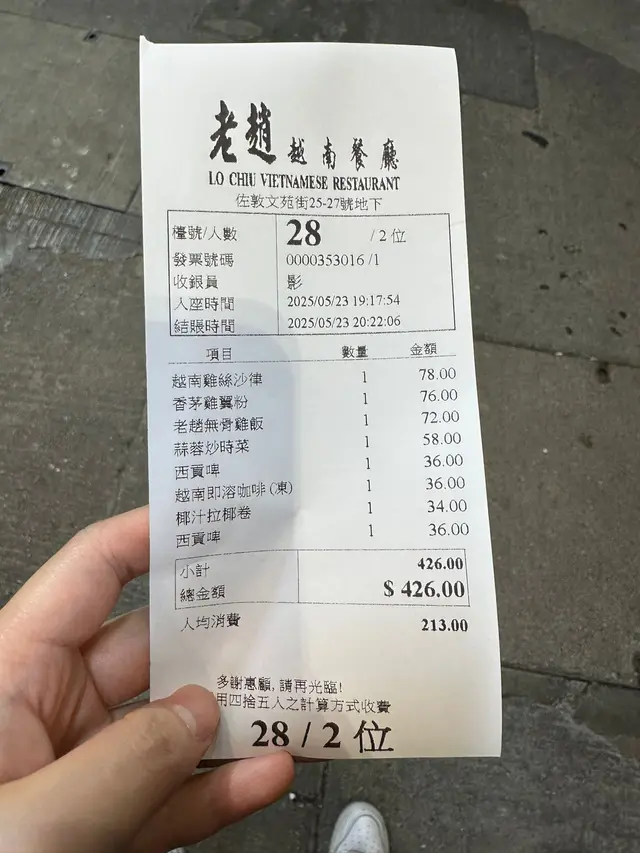 老趙越南餐廳
LO CHIU VIETNAMESE RESTAURANT
佐敦文苑街25-27號地下
檯號/人數 28 /2位
發票號碼 0000353016 /1
收銀員 影
入座時間 2025/05/23 19:17:54
結賬時間 2025/05/23 20:22:06
項目 數量 金額
越南雞絲沙律 1 78.00
香茅雞翼粉 1 76.00
老趙無骨雞飯 1 72.00
蒜蓉炒時菜 1 58.00
西貢啤 1 36.00
越南即溶咖啡 (凍) 1 36.00
椰汁拉椰卷 1 34.00
西貢啤 1 36.00
小計 426.00
總金額 $ 426.00
人均消費 213.00
多謝惠顧, 請再光臨!
用四捨五入之計算方式收費
28 / 2 位